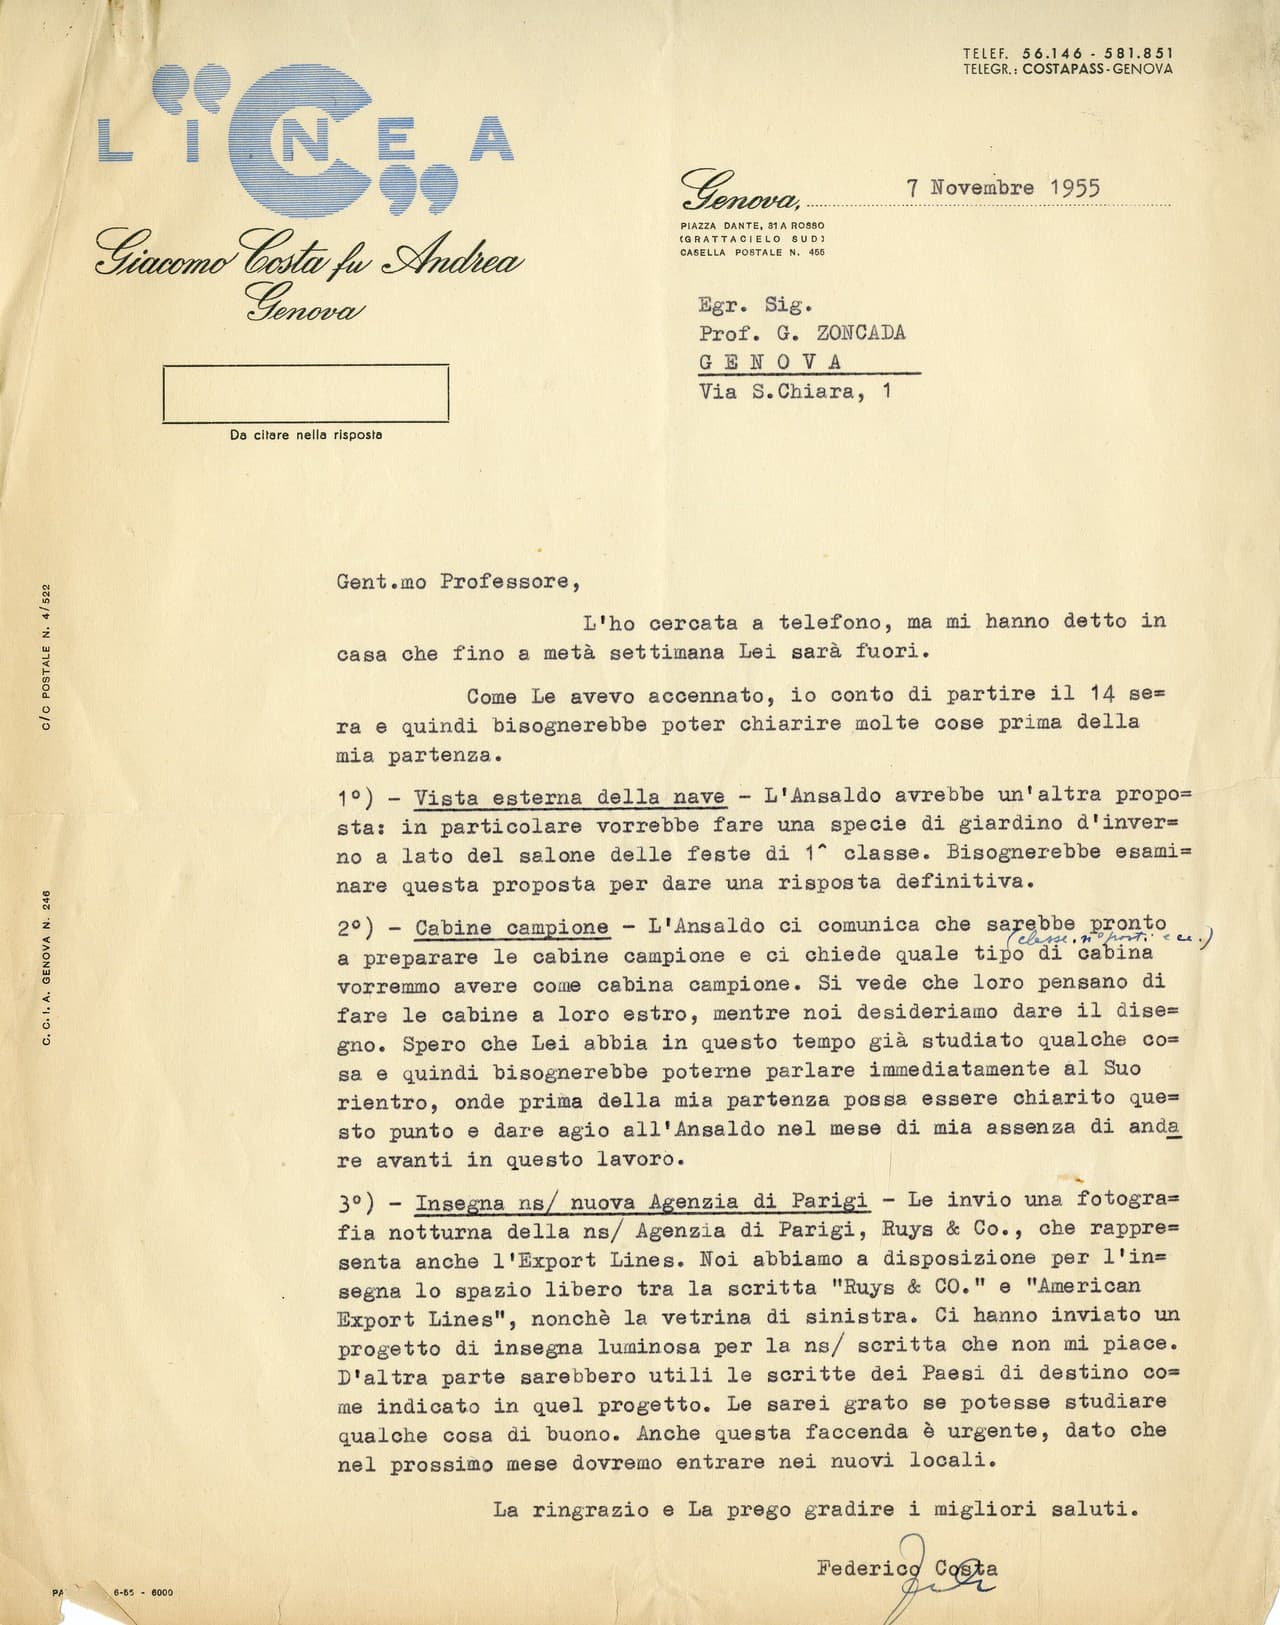 TELEF. 56.146 - 581.851
TELEGR.: COSTAPASS-GENOVA
LINEA
C
Giacomo Costa fu Andrea
Genova
Genova, 7 Novembre 1955
PIAZZA DANTE, 31A ROSSO
(GRATTACIELO SUD)
CASELLA POSTALE N. 455
Egr. Sig.
Prof. G. ZONCADA
G E N O V A
Via S.Chiara, 1
Da citare nella risposta
Gent.mo Professore,
L'ho cercata a telefono, ma mi hanno detto in
casa che fino a metà settimana Lei sarà fuori.
Come Le avevo accennato, io conto di partire il 14 se=
ra e quindi bisognerebbe poter chiarire molte cose prima della
mia partenza.
1°) - Vista esterna della nave - L'Ansaldo avrebbe un'altra propo=
sta: in particolare vorrebbe fare una specie di giardino d'inver=
no a lato del salone delle feste di 1^ classe. Bisognerebbe esami=
nare questa proposta per dare una risposta definitiva.
2°) - Cabine campione - L'Ansaldo ci comunica che sarebbe pronto
(classe, n° posti ecc.)
a preparare le cabine campione e ci chiede quale tipo di cabina
vorremmo avere come cabina campione. Si vede che loro pensano di
fare le cabine a loro estro, mentre noi desideriamo dare il dise=
gno. Spero che Lei abbia in questo tempo già studiato qualche co=
sa e quindi bisognerebbe poterne parlare immediatamente al Suo
rientro, onde prima della mia partenza possa essere chiarito que=
sto punto e dare agio all'Ansaldo nel mese di mia assenza di anda
re avanti in questo lavoro.
3°) - Insegna ns/ nuova Agenzia di Parigi - Le invio una fotogra=
fia notturna della ns/ Agenzia di Parigi, Ruys & Co., che rappre=
senta anche l'Export Lines. Noi abbiamo a disposizione per l'in=
segna lo spazio libero tra la scritta "Ruys & CO." e "American
Export Lines", nonchè la vetrina di sinistra. Ci hanno inviato un
progetto di insegna luminosa per la ns/ scritta che non mi piace.
D'altra parte sarebbero utili le scritte dei Paesi di destino co=
me indicato in quel progetto. Le sarei grato se potesse studiare
qualche cosa di buono. Anche questa faccenda è urgente, dato che
nel prossimo mese dovremo entrare nei nuovi locali.
La ringrazio e La prego gradire i migliori saluti.
Federico Costa
c/c POSTALE N. 4/522
C. C. I. A. GENOVA N. 246
6-55 - 6000